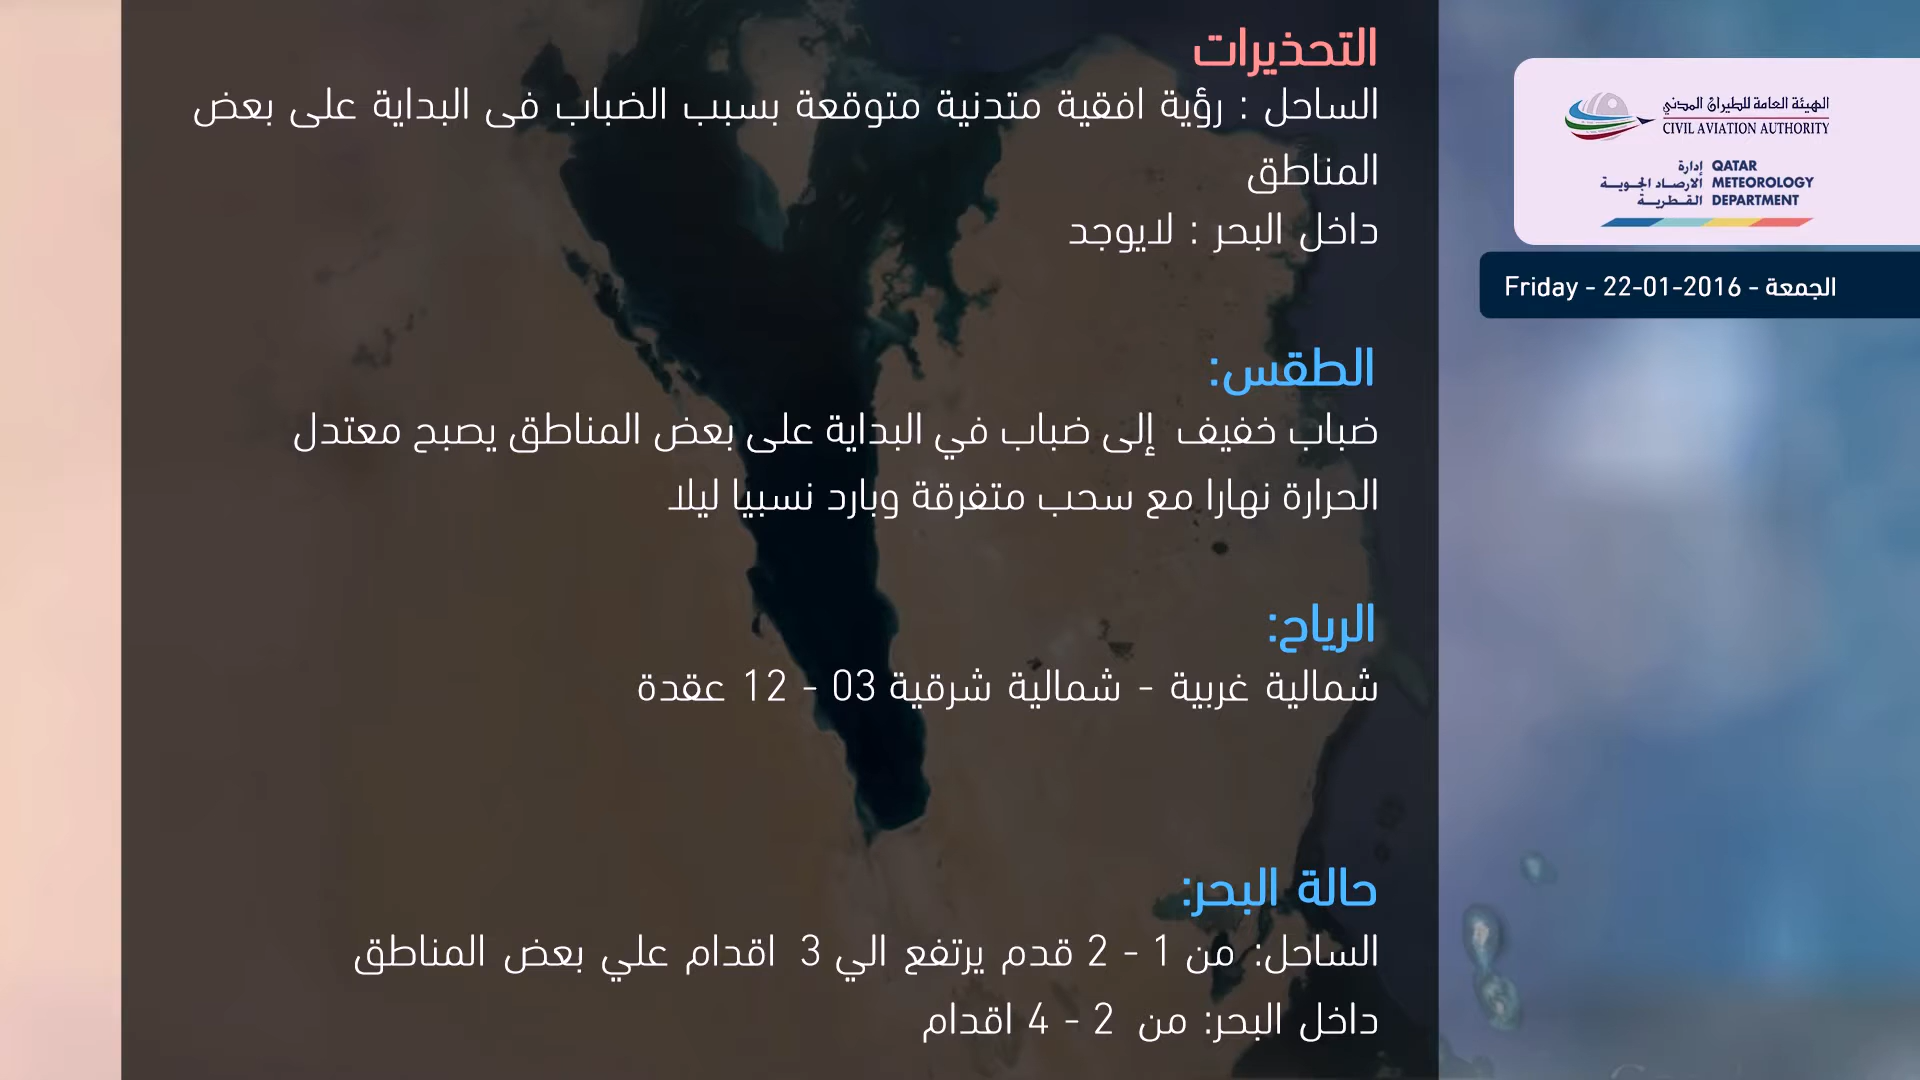 التحذيرات
الساحل : رؤية افقية متدنية متوقعة بسبب الضباب فى البداية على بعض
المناطق
داخل البحر : لايوجد
الطقس:
ضباب خفيف إلى ضباب في البداية على بعض المناطق يصبح معتدل
الحرارة نهارا مع سحب متفرقة وبارد نسبيا ليلا
الرياح:
شمالية غربية - شمالية شرقية 03 - 12 عقدة
حالة البحر:
الساحل: من 1 - 2 قدم يرتفع الي 3 اقدام علي بعض المناطق
داخل البحر: من 2 - 4 اقدام
الهيئة العامة للطيران المدني
CIVIL AVIATION AUTHORITY
إدارة QATAR
الارصاد الجوية METEOROLOGY
القطرية DEPARTMENT
Friday - 22-01-2016 - الجمعة